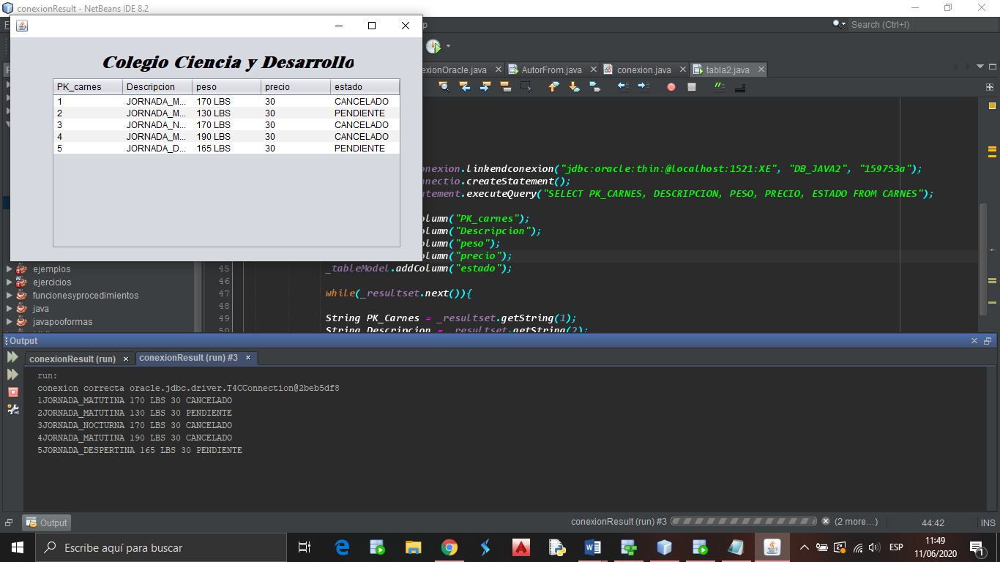 conexionResult - NetBeans IDE 8.2
Search (Ctrl+I)
Colegio Ciencia y Desarrollo
PK_carnes Descripcion peso precio estado
1 JORNADA_M... 170 LBS 30 CANCELADO
2 JORNADA_M... 130 LBS 30 PENDIENTE
3 JORNADA_N... 170 LBS 30 CANCELADO
4 JORNADA_M... 190 LBS 30 CANCELADO
5 JORNADA_D... 165 LBS 30 PENDIENTE
exionOracle.java AutorFrom.java conexion.java tabla2.java
onexion.linkendconexion("jdbc:oracle:thin:@localhost:1521:XE", "DB_JAVA2", "159753a");
nnectio.createStatement();
tement.executeQuery("SELECT PK_CARNES, DESCRIPCION, PESO, PRECIO, ESTADO FROM CARNES");
olumn("PK_carnes");
olumn("Descripcion");
olumn("peso");
olumn("precio");
45 _tableModel.addColumn("estado");
46
47 while(_resultset.next()){
48
49 String PK_Carnes = _resultset.getString(1);
50 String Descripcion = _resultset.getString(2);
ejemplos
ejercicios
funcionesyprocedimientos
java
javapooformas
Output
conexionResult (run) conexionResult (run) #3
run:
conexion correcta oracle.jdbc.driver.T4CConnection@2beb5df8
1JORNADA_MATUTINA 170 LBS 30 CANCELADO
2JORNADA_MATUTINA 130 LBS 30 PENDIENTE
3JORNADA_NOCTURNA 170 LBS 30 CANCELADO
4JORNADA_MATUTINA 190 LBS 30 CANCELADO
5JORNADA_DESPERTINA 165 LBS 30 PENDIENTE
Output
conexionResult (run) #3 (2 more...) 44:42 INS
Escribe aquí para buscar
ESP
11:49
11/06/2020
1